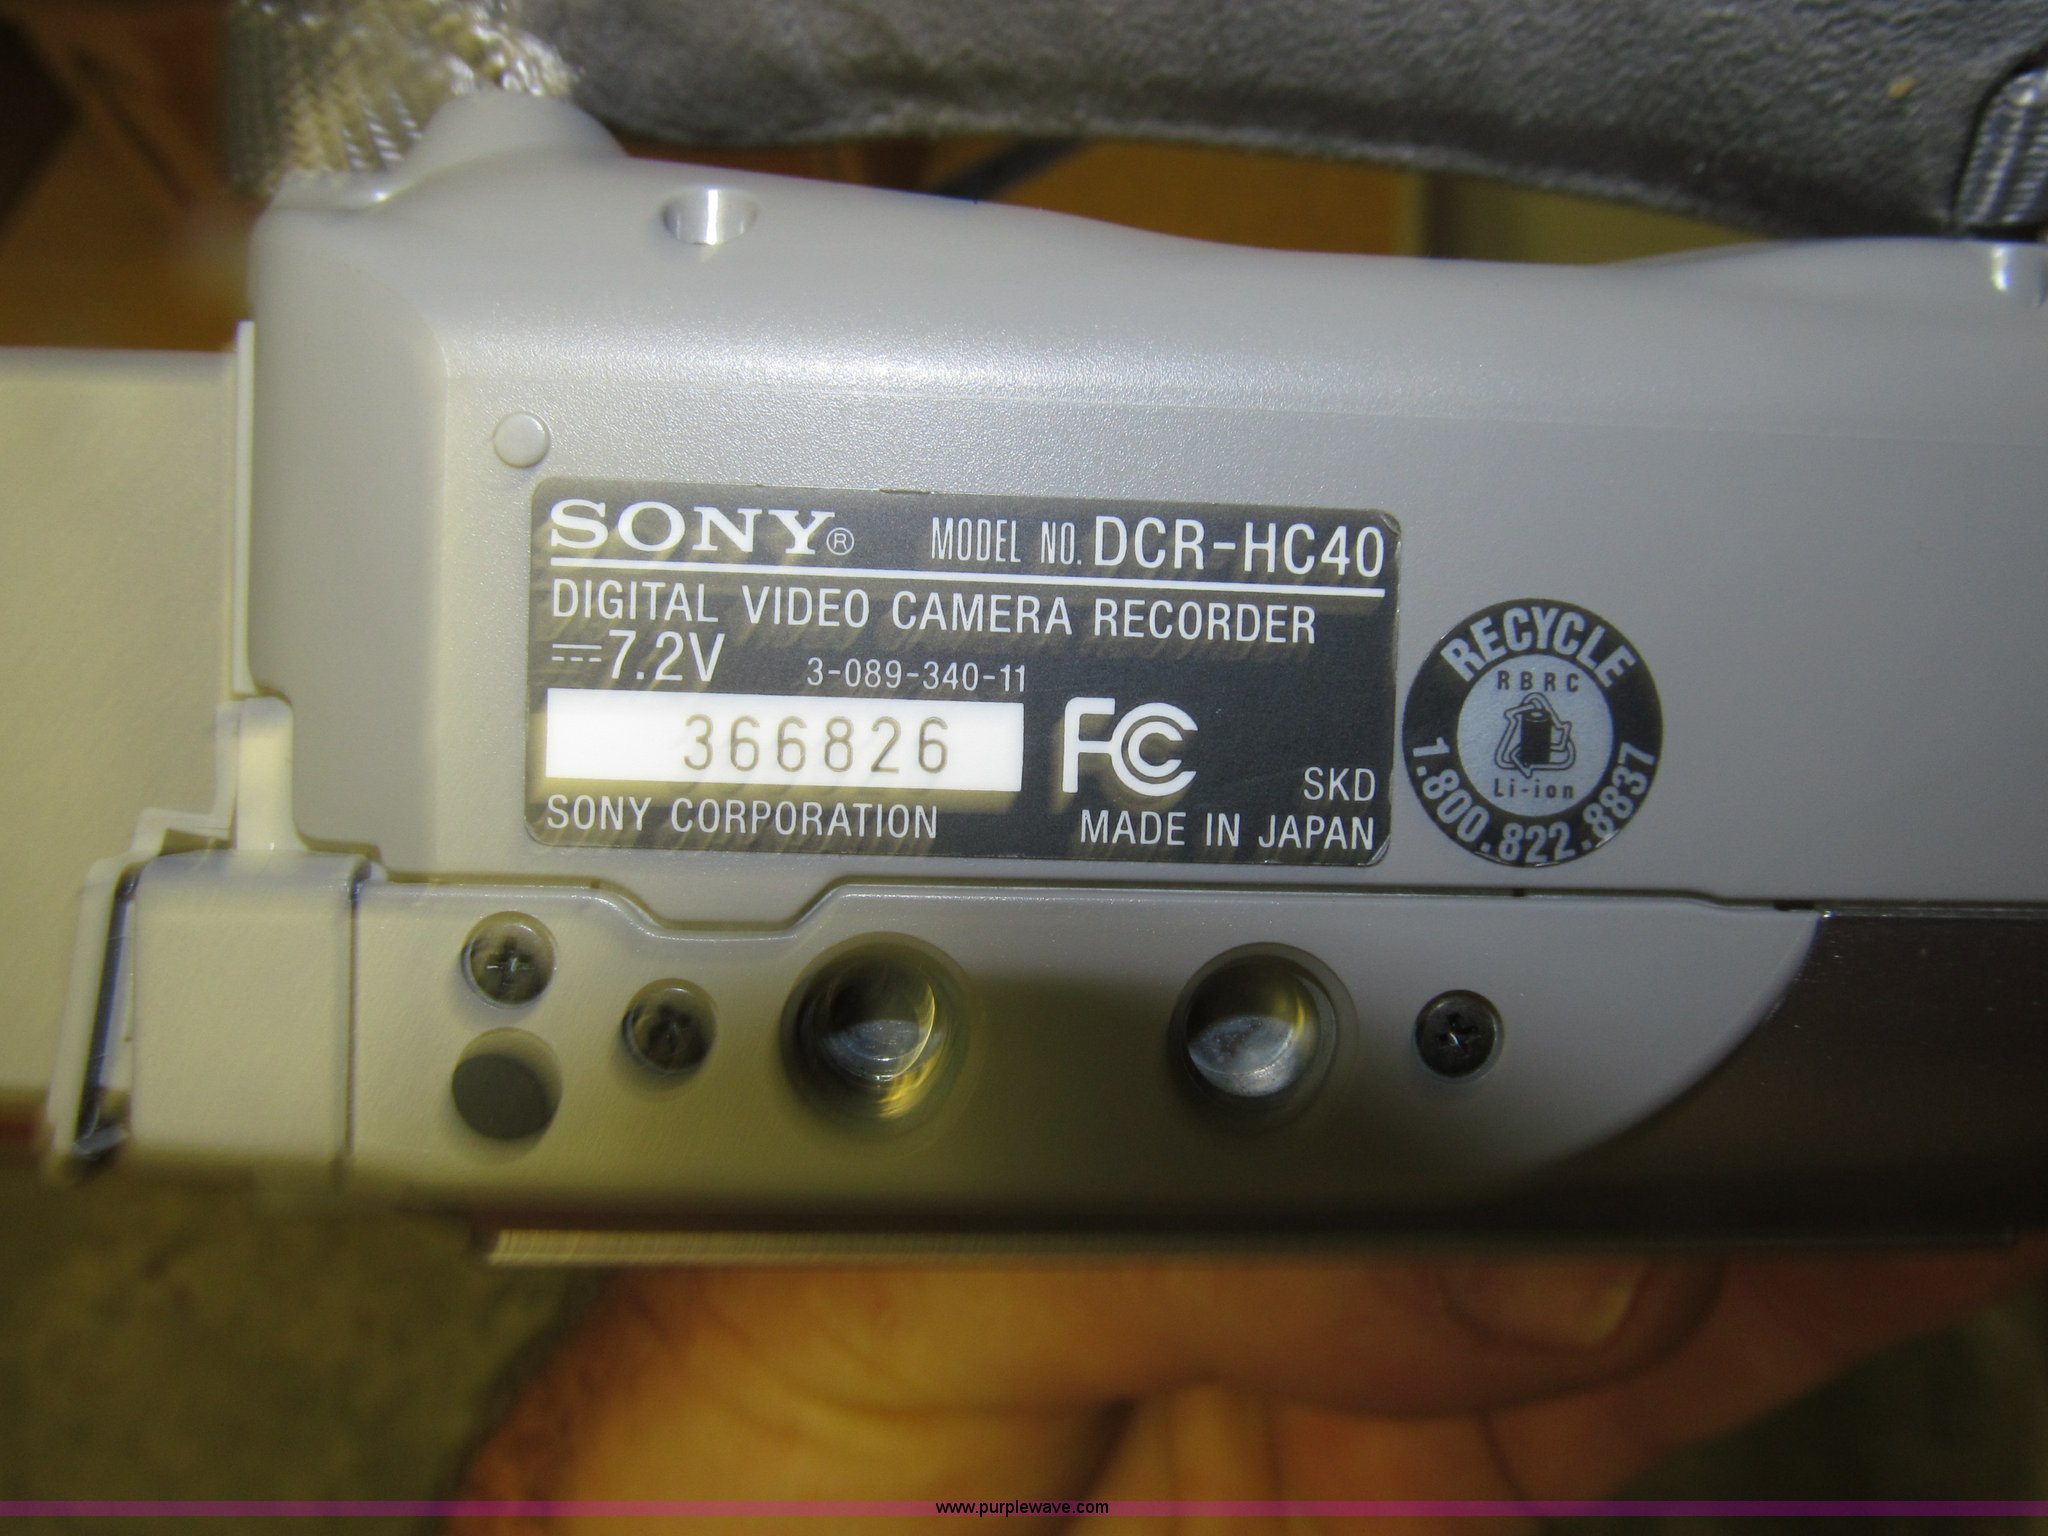 SONY® MODEL NO. DCR-HC40
DIGITAL VIDEO CAMERA RECORDER
7.2V 3-089-340-11
366826
FC
SKD
SONY CORPORATION MADE IN JAPAN
RECYCLE
RBRC
Li-ion
1.800.822.8837
www.purplewave.com